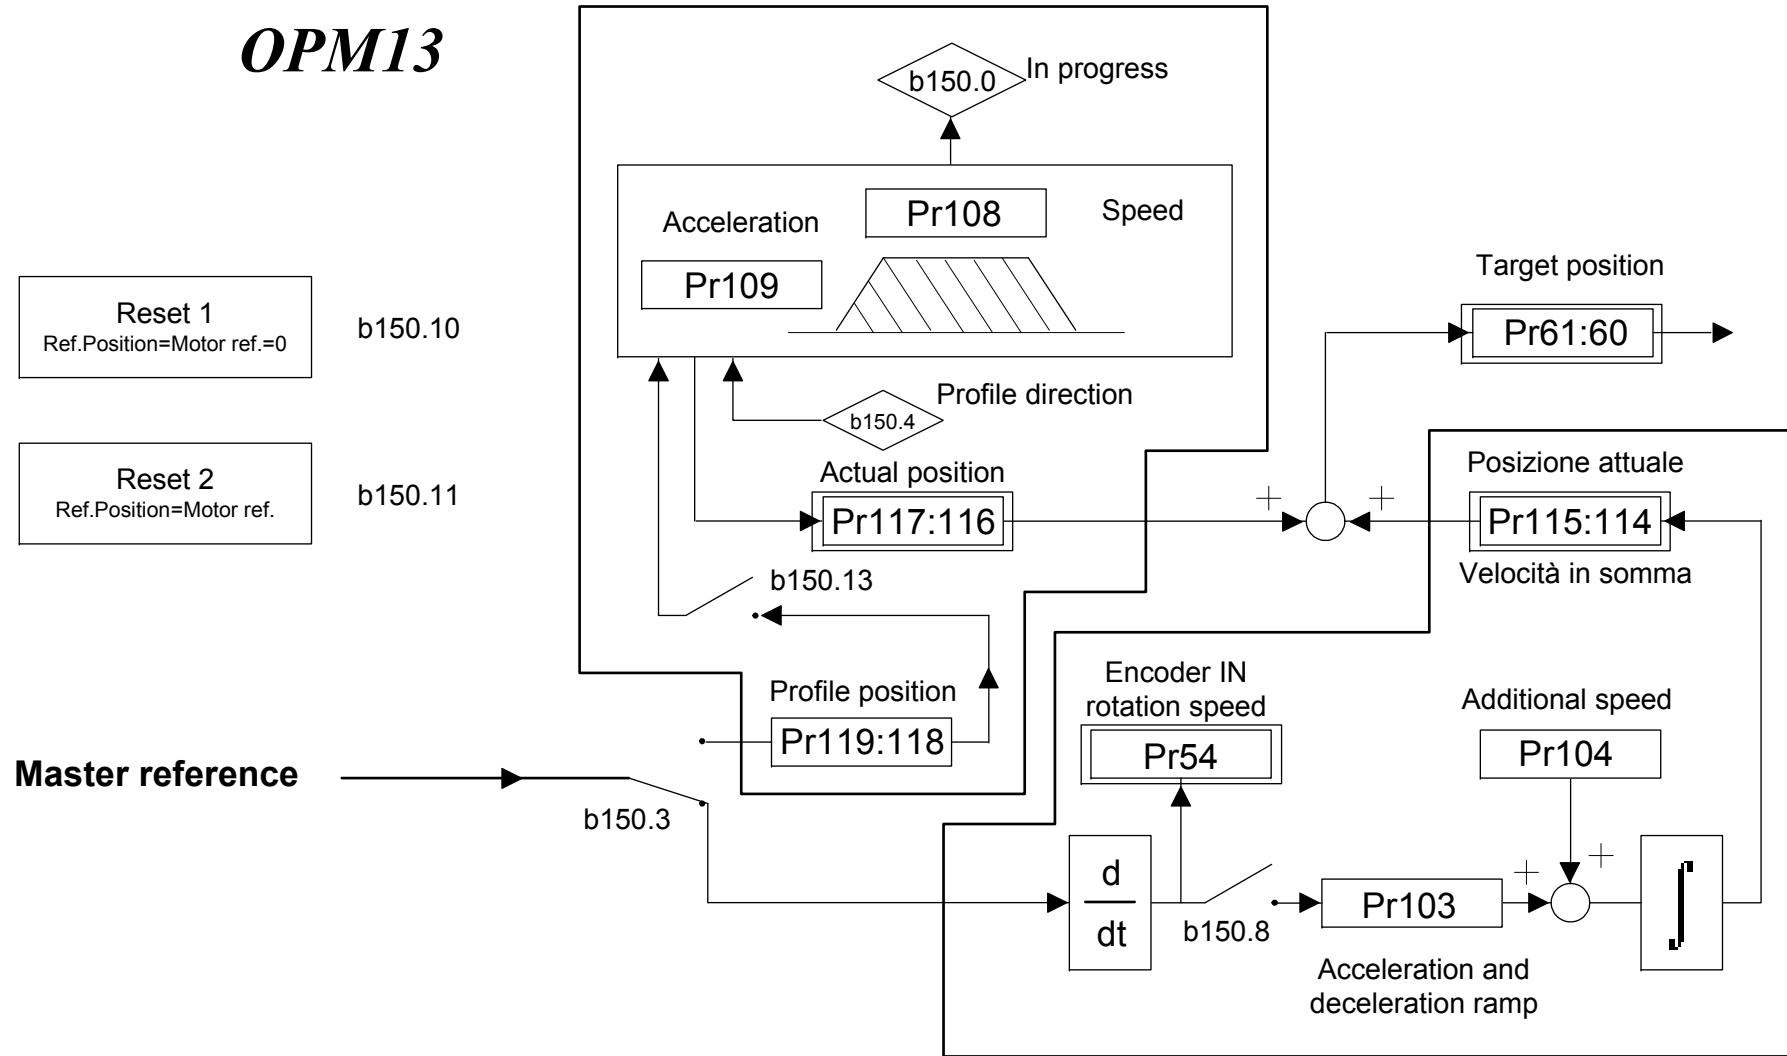 OPM13
b150.0
In progress
Pr108
Speed
Acceleration
Pr109
Target position
Pr61:60
Reset 1
Ref.Position=Motor ref.=0
b150.10
Profile direction
b150.4
Reset 2
Ref.Position=Motor ref.
b150.11
Actual position
Pr117:116
+
+
Posizione attuale
Pr115:114
Velocità in somma
b150.13
Profile position
Pr119:118
Encoder IN
rotation speed
Pr54
Additional speed
Pr104
Master reference
b150.3
d
dt
b150.8
Pr103
+
+
∫
Acceleration and
deceleration ramp